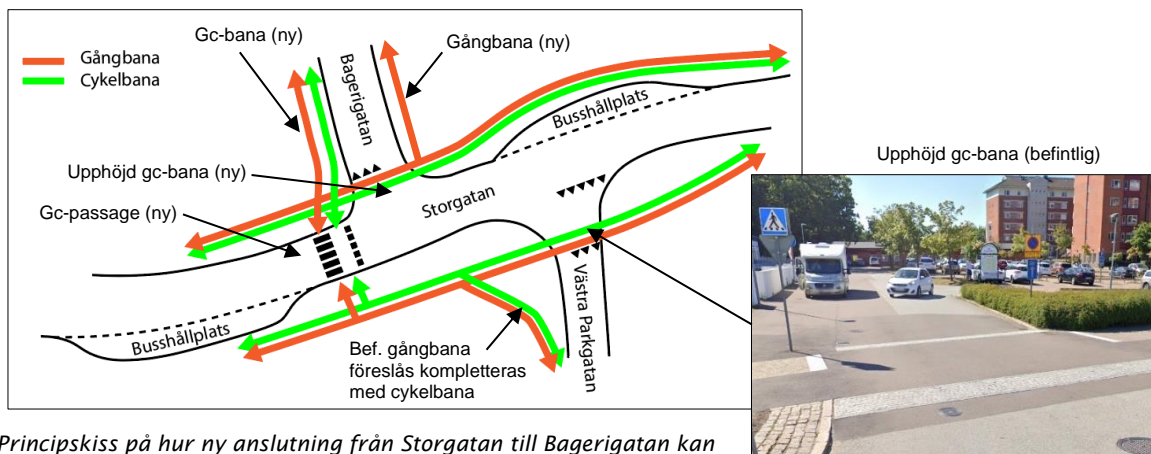 Gc-bana (ny)
Gångbana (ny)
Gångbana
Cykelbana
Bagerigatan
Busshållplats
Upphöjd gc-bana (befintlig)
Upphöjd gc-bana (ny)
Storgatan
Gc-passage (ny)
Västra Parkgatan
Busshållplats
Bef. gångbana
föreslås kompletteras
med cykelbana
Principskiss på hur ny anslutning från Storgatan till Bagerigatan kan